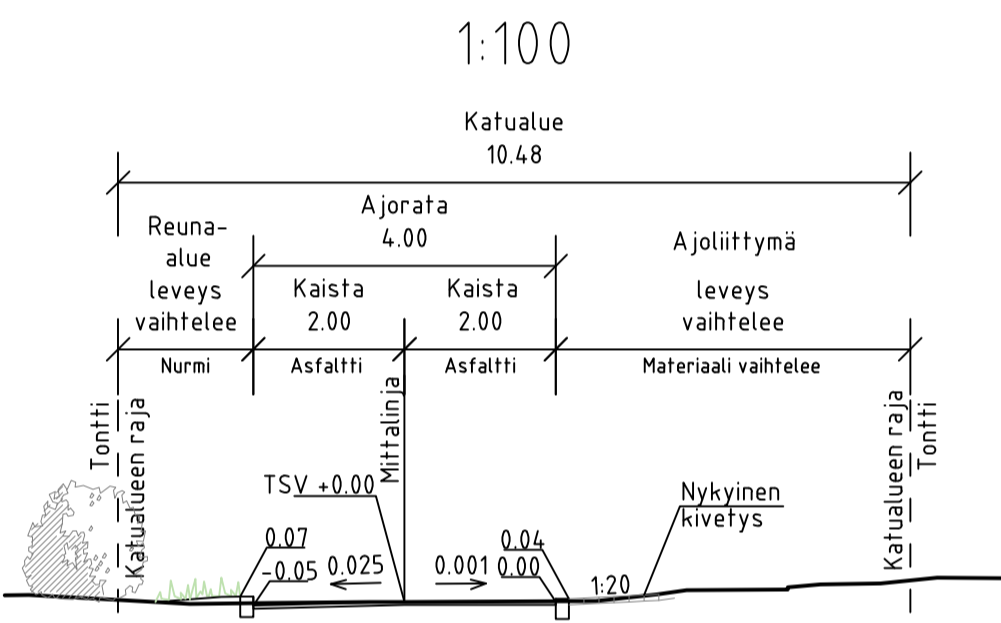 1:100
Katualue
10.48
Ajorata
4.00
Reuna-
alue
leveys
vaihtelee
Kaista
2.00
Kaista
2.00
Ajoliittymä
leveys
vaihtelee
Nurmi
Asfaltti
Asfaltti
Materiaali vaihtelee
Tontti
Katualueen raja
Mittalinja
Katualueen raja
Tontti
TSV +0.00
0.07
-0.05
0.025
0.001
0.04
0.00
1:20
Nykyinen
kivetys